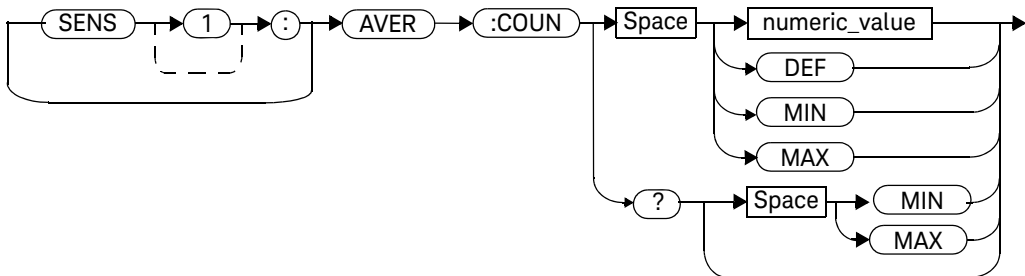 SENS 1 : AVER :COUN Space numeric_value
DEF
MIN
MAX
? Space MIN
MAX